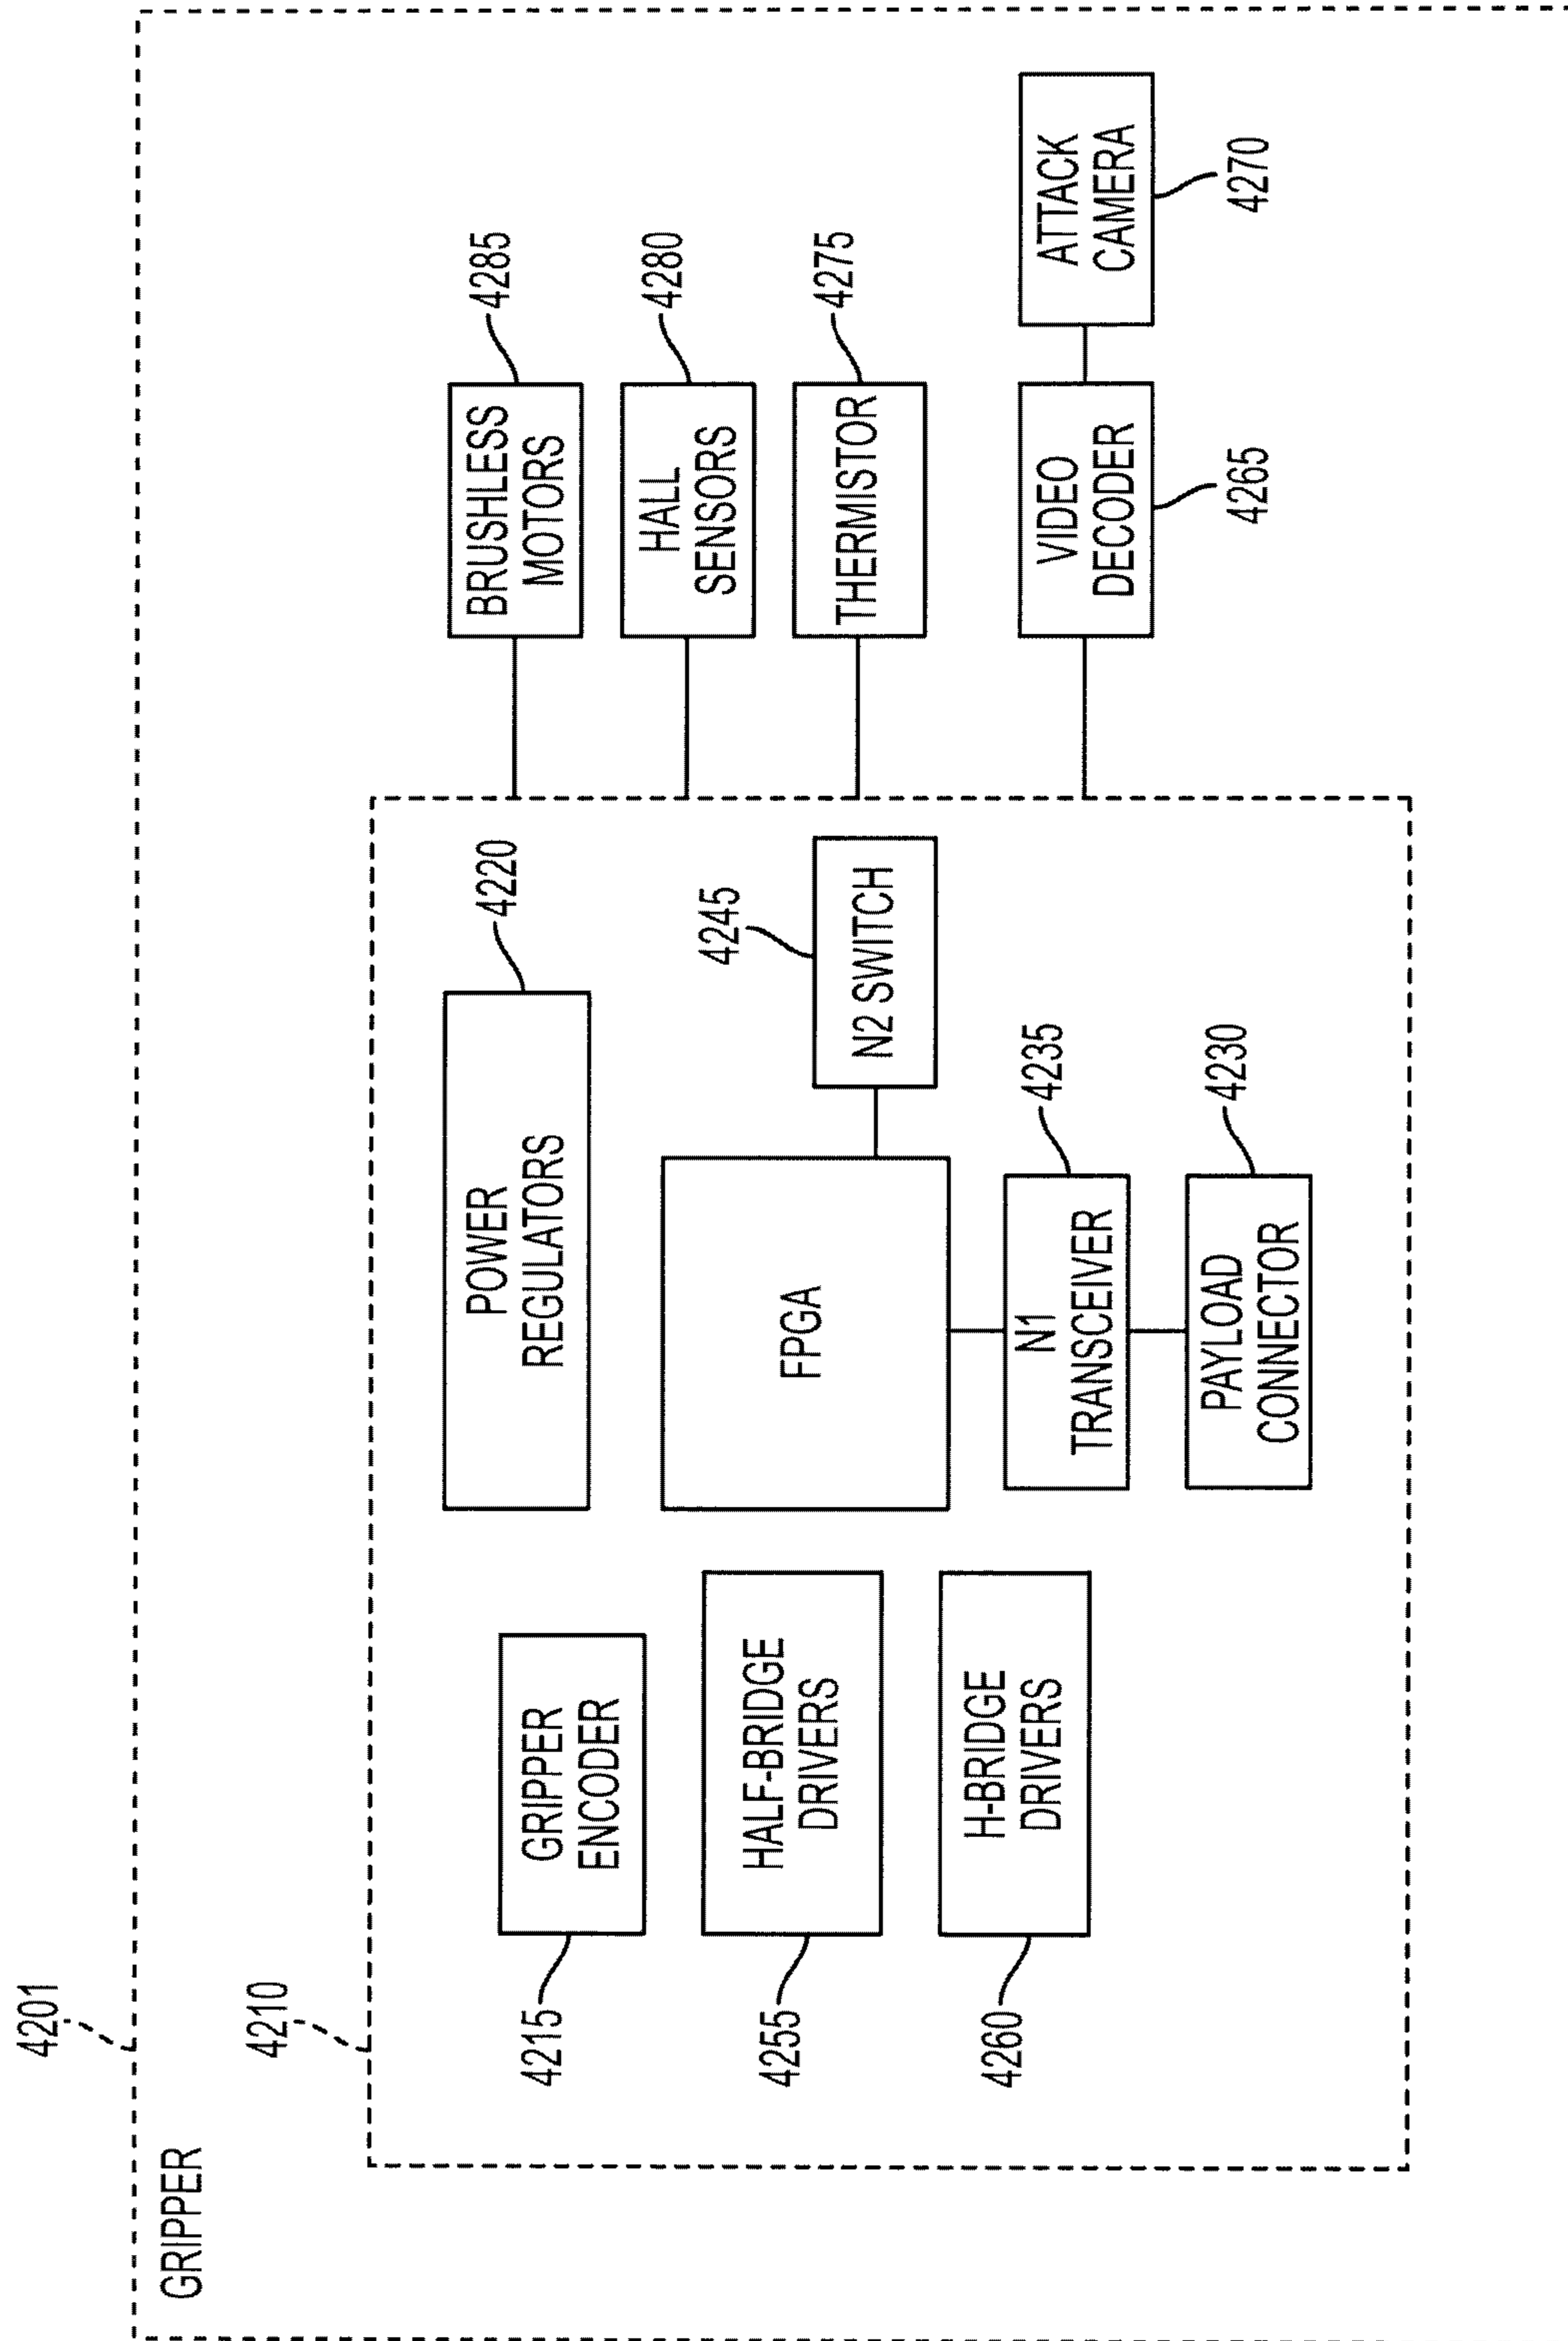 4201
GRIPPER
4210
POWER
REGULATORS
4220
GRIPPER
ENCODER
4215
HALF-BRIDGE
DRIVERS
4255
H-BRIDGE
DRIVERS
4260
FPGA
N2 SWITCH
4245
N1
TRANSCEIVER
4235
PAYLOAD
CONNECTOR
4230
BRUSHLESS
MOTORS
4285
HALL
SENSORS
4280
THERMISTOR
4275
VIDEO
DECODER
4265
ATTACK
CAMERA
4270